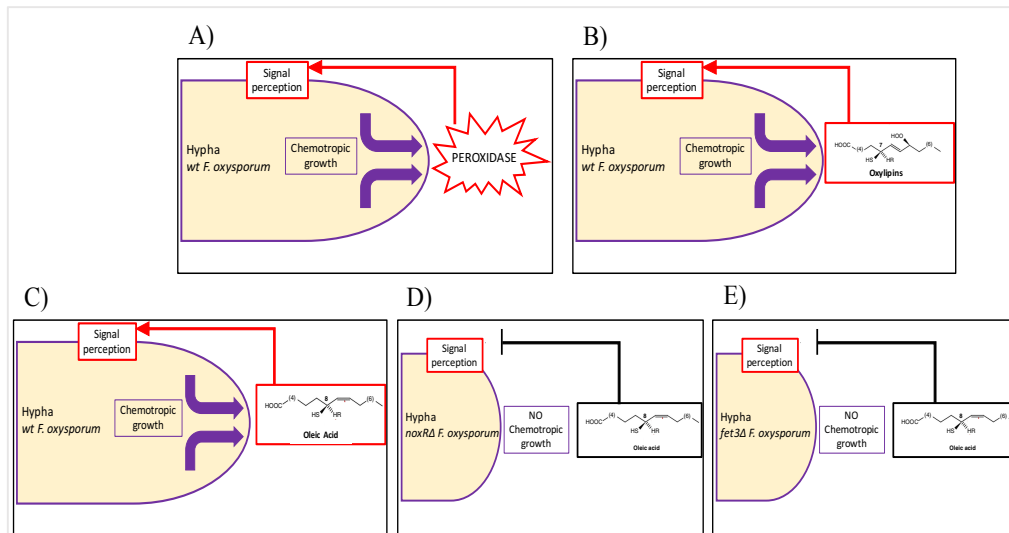 A)
Signal
perception
Hypha
wt F. oxysporum
Chemotropic
growth
PEROXIDASE
B)
Signal
perception
Hypha
wt F. oxysporum
Chemotropic
growth
HOO
HOOC
(4)
7
(6)
HS
HR
Oxylipins
C)
Signal
perception
Hypha
wt F. oxysporum
Chemotropic
growth
HOOC
(4)
8
(6)
HS
HR
Oleic Acid
D)
Signal
perception
Hypha
noxRΔ F. oxysporum
NO
Chemotropic
growth
HOOC
(4)
8
(6)
HS
HR
Oleic acid
E)
Signal
perception
Hypha
fet3Δ F. oxysporum
NO
Chemotropic
growth
HOOC
(4)
8
(6)
HS
HR
Oleic acid